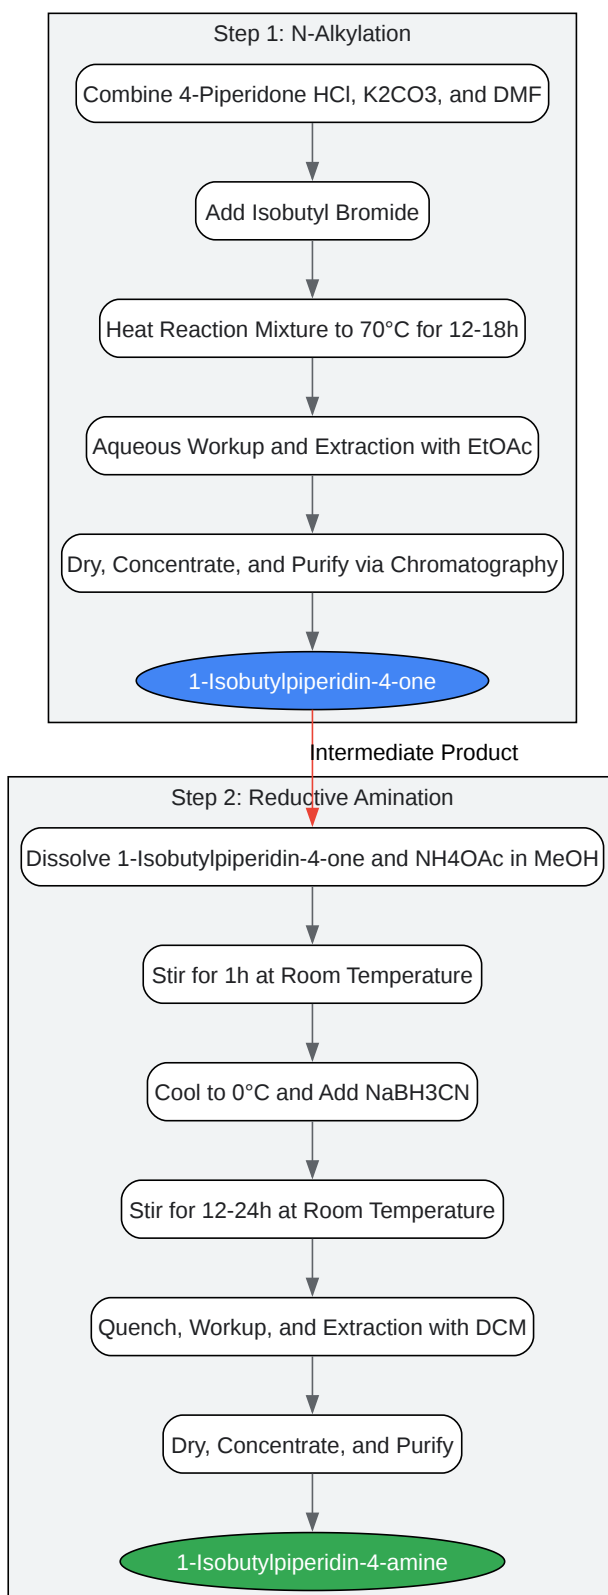 Step 1: N-Alkylation
Combine 4-Piperidone HCl, K2CO3, and DMF
Add Isobutyl Bromide
Heat Reaction Mixture to 70°C for 12-18h
Aqueous Workup and Extraction with EtOAc
Dry, Concentrate, and Purify via Chromatography
1-Isobutylpiperidin-4-one
Intermediate Product
Step 2: Reductive Amination
Dissolve 1-Isobutylpiperidin-4-one and NH4OAc in MeOH
Stir for 1h at Room Temperature
Cool to 0°C and Add NaBH3CN
Stir for 12-24h at Room Temperature
Quench, Workup, and Extraction with DCM
Dry, Concentrate, and Purify
1-Isobutylpiperidin-4-amine